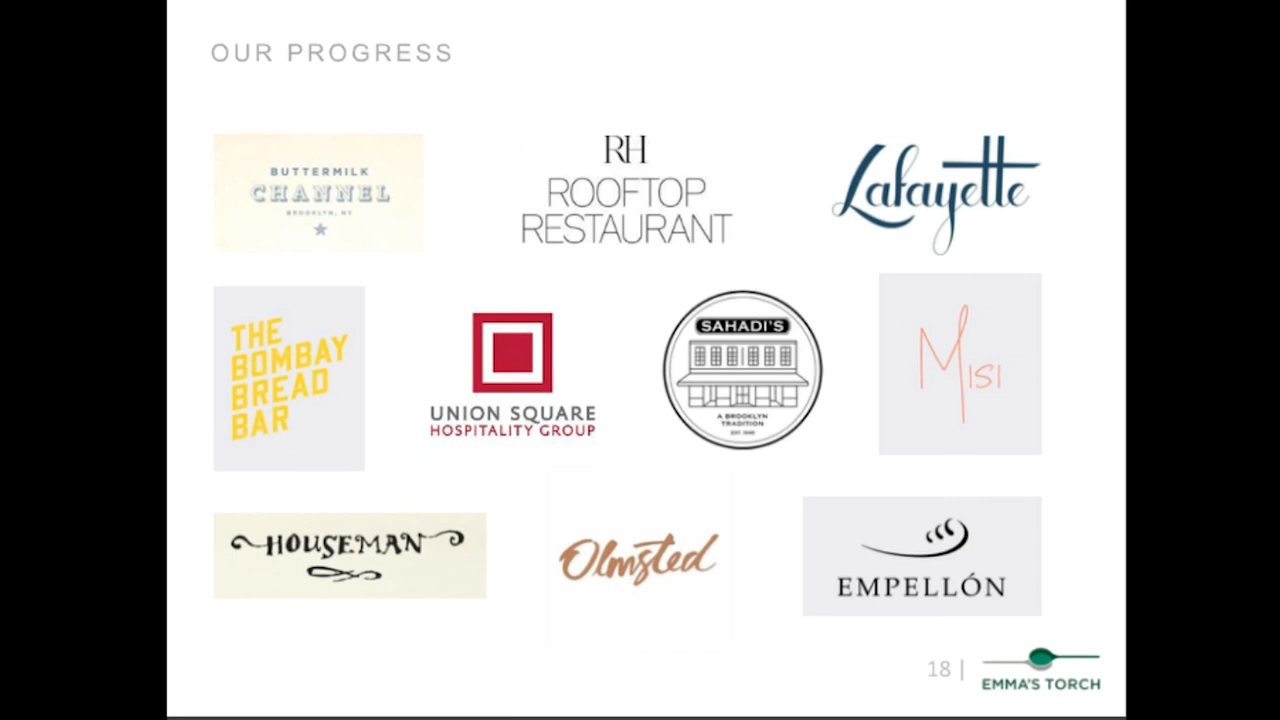 OUR PROGRESS
BUTTERMILK
CHANNEL
BROOKLYN, NY
RH
ROOFTOP
RESTAURANT
Lafayette
THE
BOMBAY
BREAD
BAR
UNION SQUARE
HOSPITALITY GROUP
SAHADI'S
A BROOKLYN
TRADITION
MISI
HOUSEMAN
Olmsted
EMPELLÓN
18 |
EMMA'S TORCH